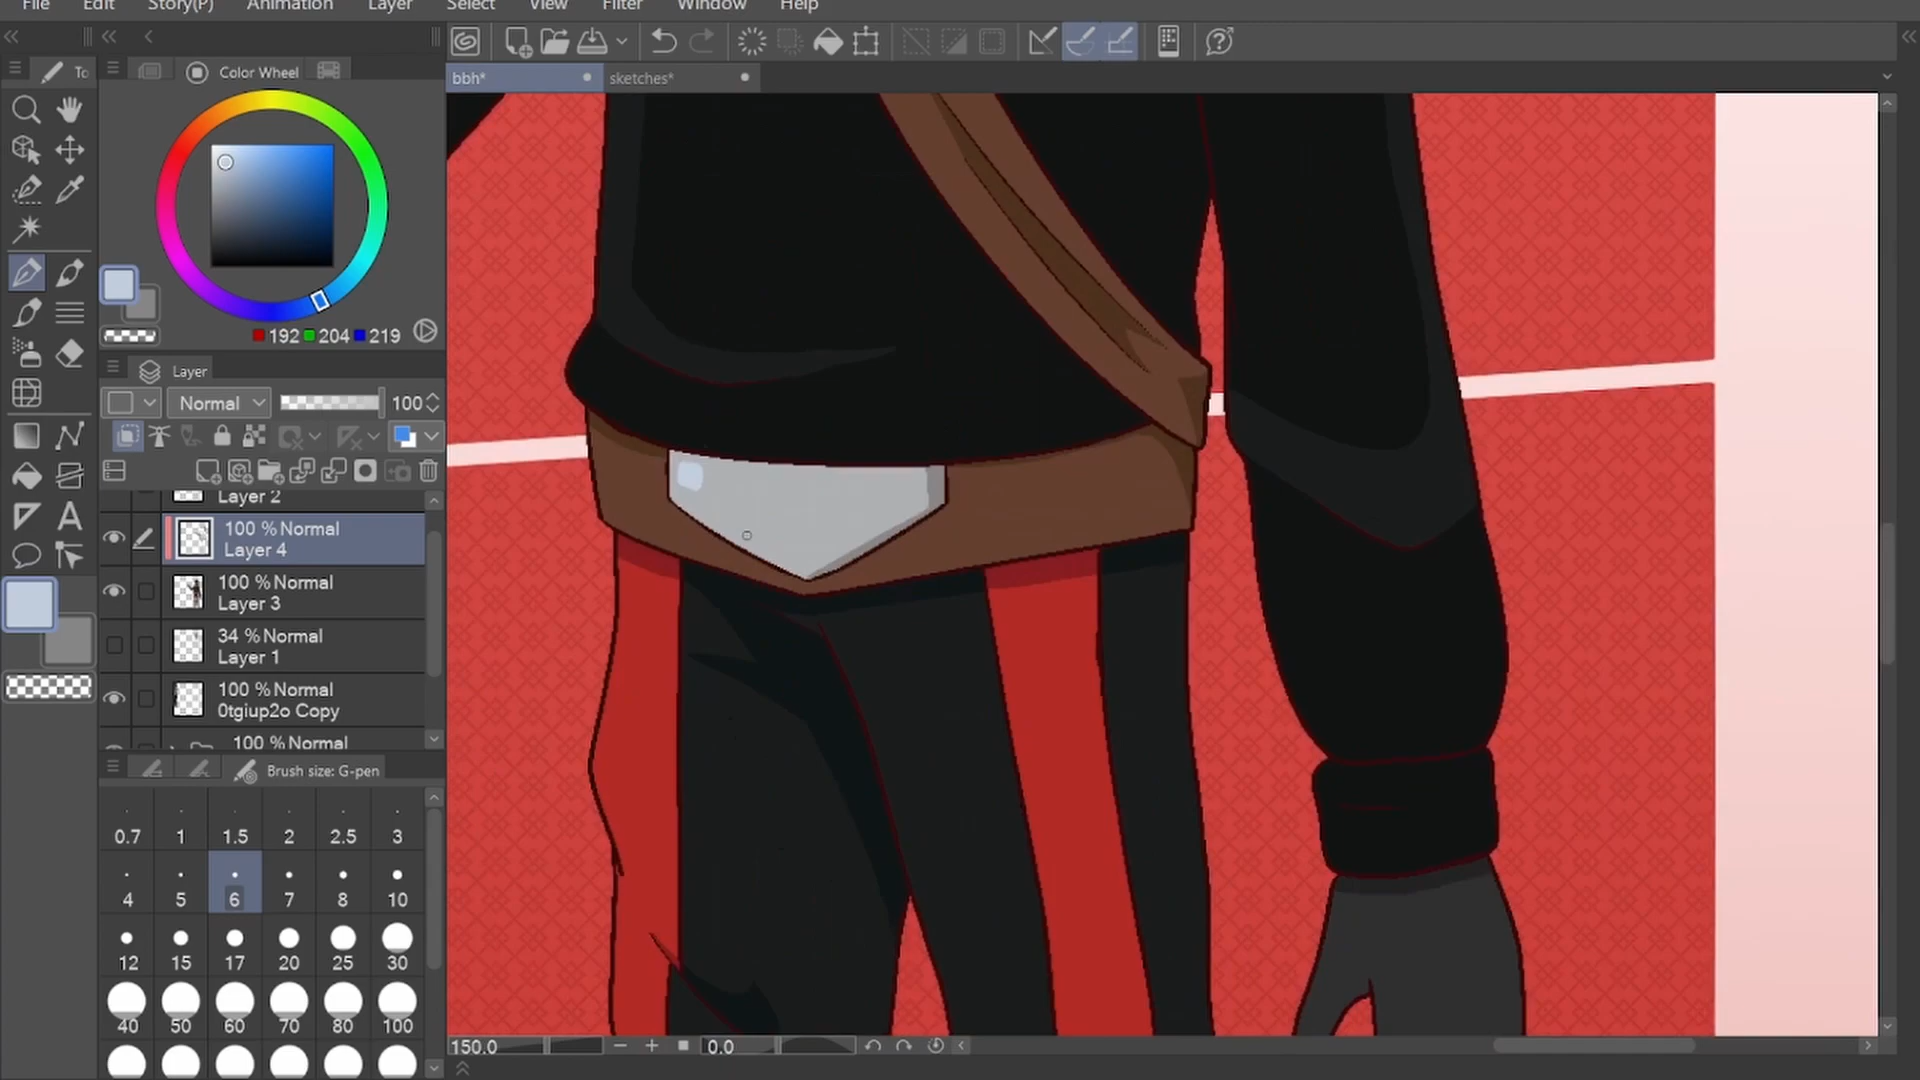 File Edit Story(P) Animation Layer Select View Filter Window Help
To
Color Wheel
bbh*
sketches*
192 204 219
Layer
Normal
100
Layer 2
100 % Normal
Layer 4
100 % Normal
Layer 3
34 % Normal
Layer 1
100 % Normal
0tgiup2o Copy
100 % Normal
Brush size: G-pen
0.7 1 1.5 2 2.5 3
4 5 6 7 8 10
12 15 17 20 25 30
40 50 60 70 80 100
150.0
0.0